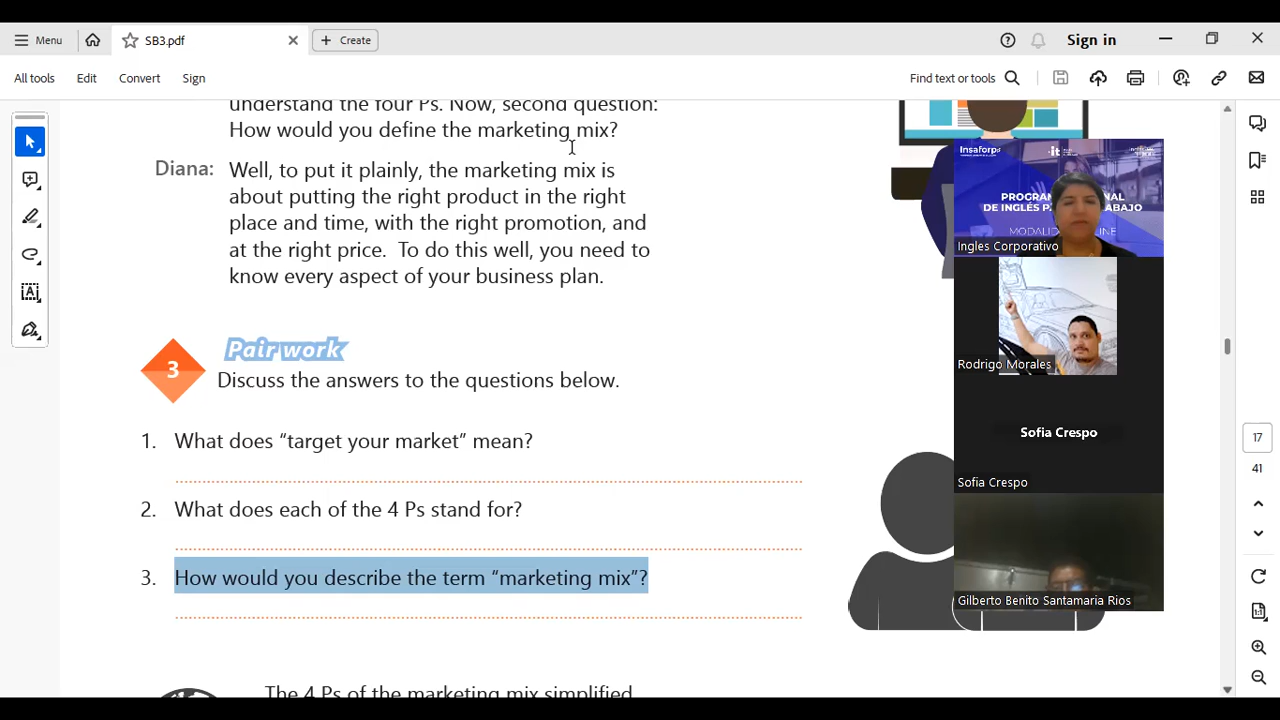 Menu
SB3.pdf
Create
Sign in
All tools
Edit
Convert
Sign
Find text or tools
understand the four Ps. Now, second question:
How would you define the marketing mix?
Diana: Well, to put it plainly, the marketing mix is
about putting the right product in the right
place and time, with the right promotion, and
at the right price. To do this well, you need to
know every aspect of your business plan.
3
Pair work
Discuss the answers to the questions below.
1. What does “target your market” mean?
2. What does each of the 4 Ps stand for?
3. How would you describe the term “marketing mix”?
The 4 Ps of the marketing mix simplified
Insaforp
DE INGLÉS PA
ABAJO
MODALID
Ingles Corporativo
Rodrigo Morales
Sofia Crespo
Sofia Crespo
Gilberto Benito Santamaria Rios
17
41